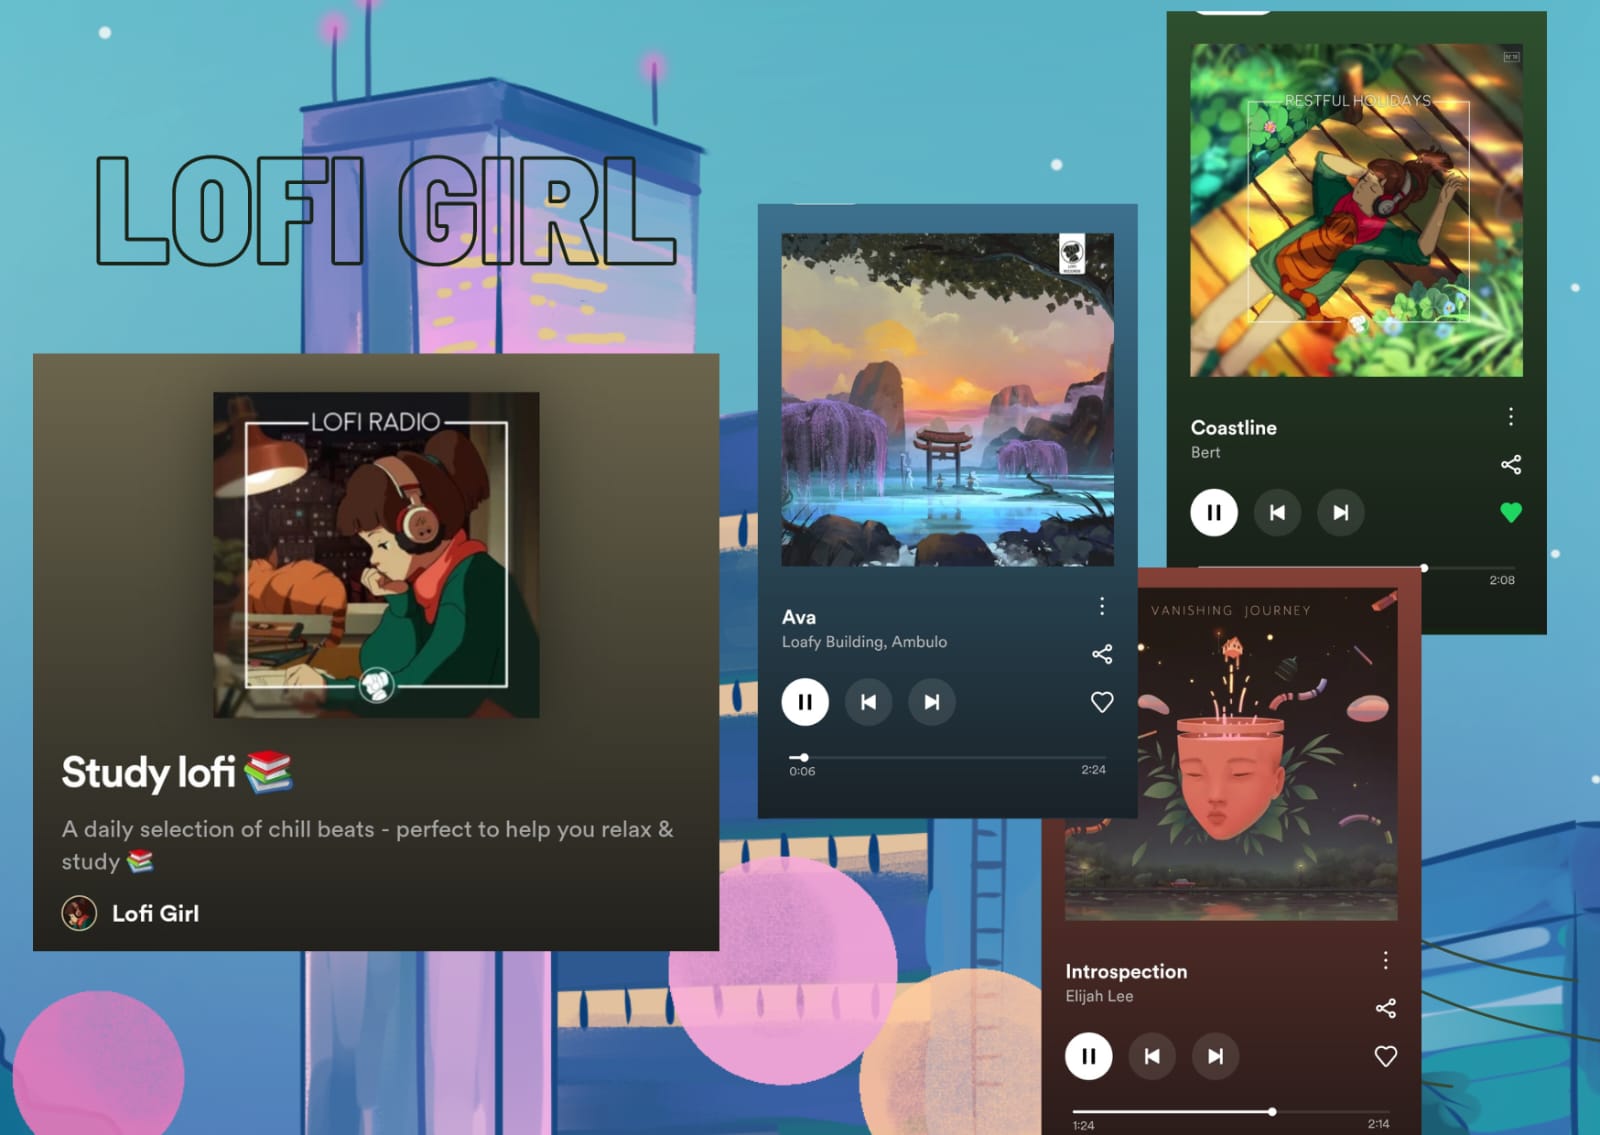 LOFI GIRL
LOFI RADIO
Study lofi
A daily selection of chill beats - perfect to help you relax &
study
Lofi Girl
Ava
Loafy Building, Ambulo
0:06
2:24
RESTFUL HOLIDAYS
Coastline
Bert
2:08
VANISHING JOURNEY
Introspection
Elijah Lee
1:24
2:14